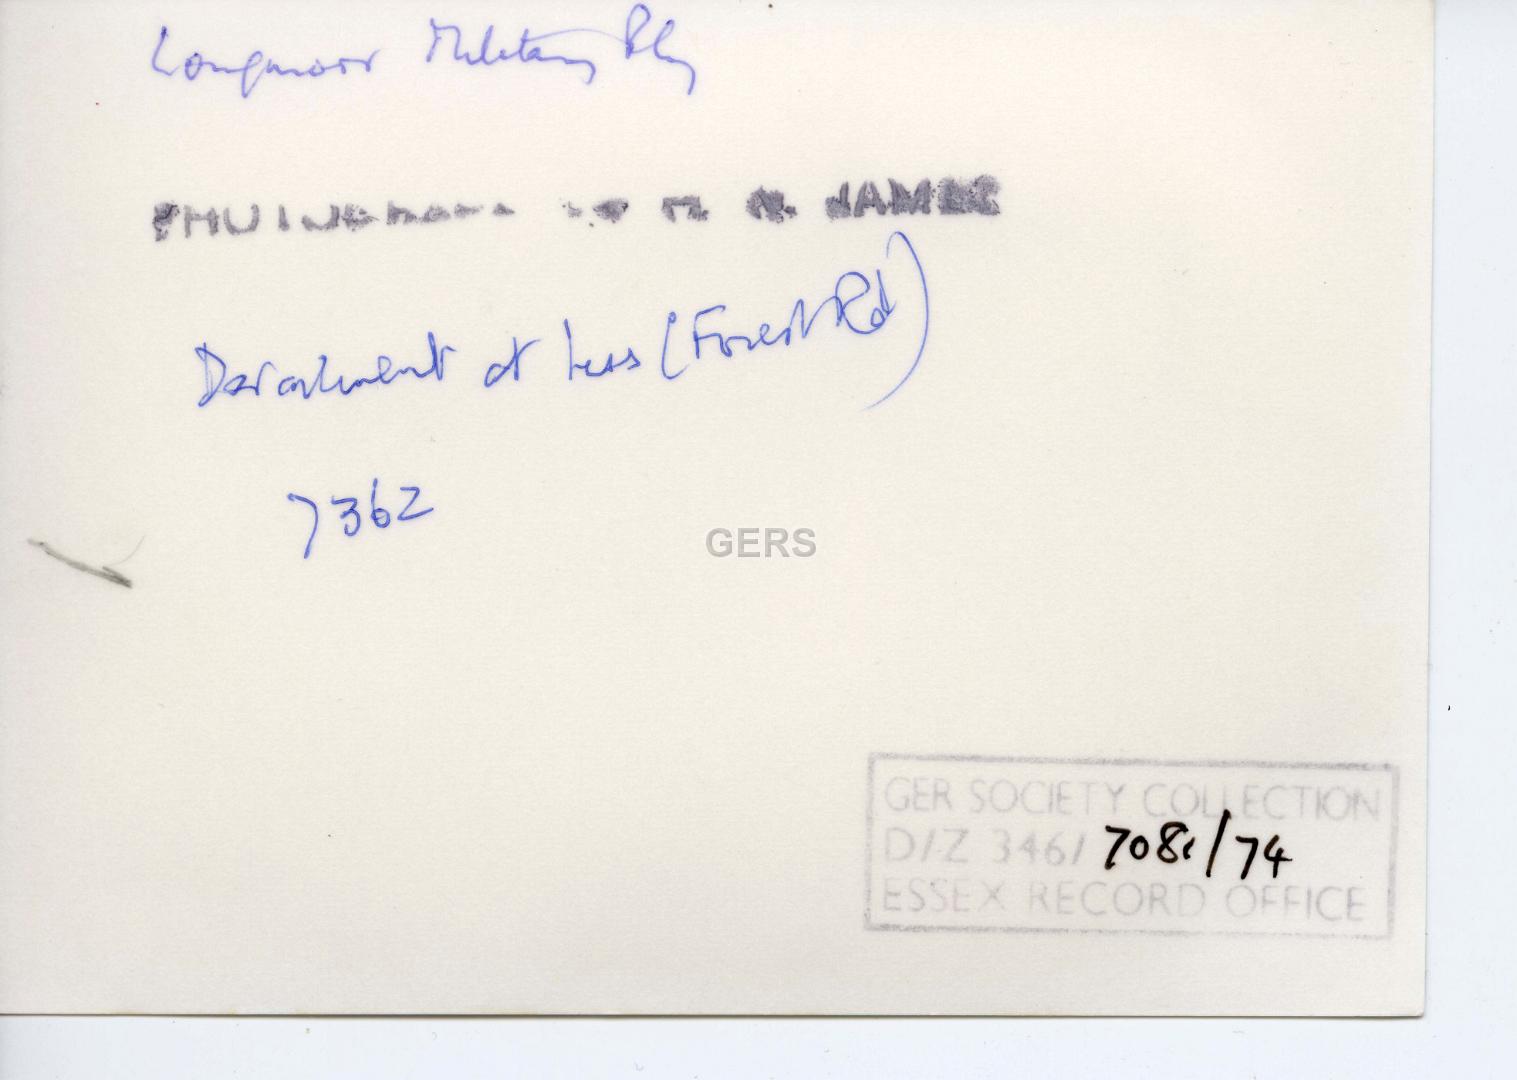 Longmoor Military Rly
PHOTOGRAPH BY JAMES
Derailment at Liss (Forest Rd)
7362
GERS
GER SOCIETY COLLECTION
D/Z 346/ 7081/74
ESSEX RECORD OFFICE